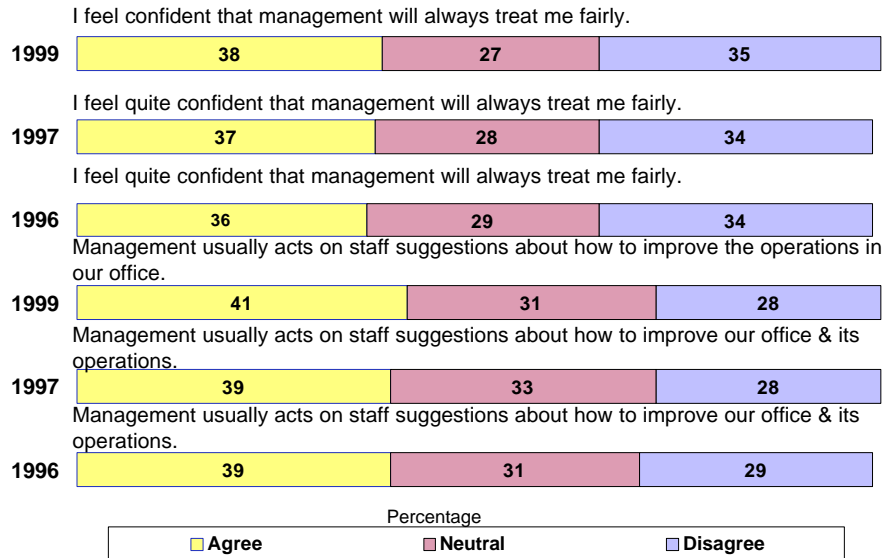 I feel confident that management will always treat me fairly.
1999 38 27 35
I feel quite confident that management will always treat me fairly.
1997 37 28 34
I feel quite confident that management will always treat me fairly.
1996 36 29 34
Management usually acts on staff suggestions about how to improve the operations in
our office.
1999 41 31 28
Management usually acts on staff suggestions about how to improve our office & its
operations.
1997 39 33 28
Management usually acts on staff suggestions about how to improve our office & its
operations.
1996 39 31 29
Percentage
Agree Neutral Disagree